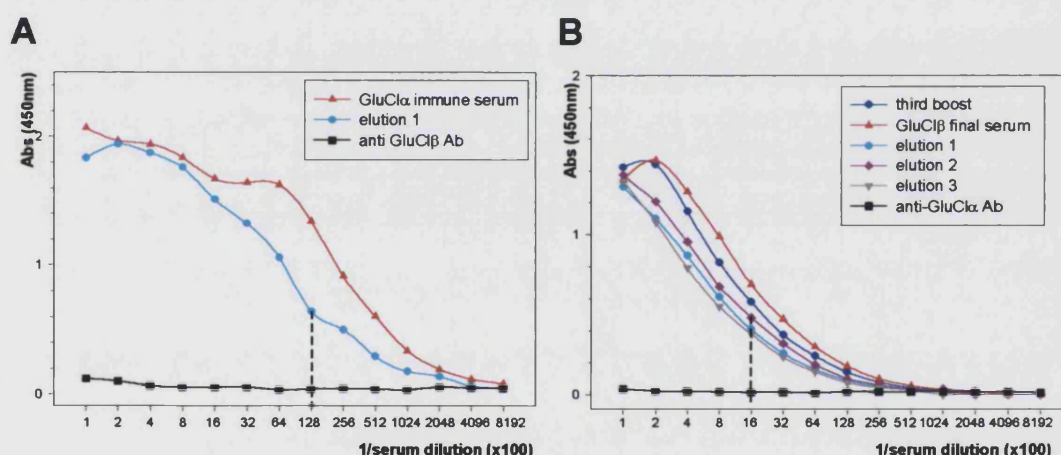 A
Abs (450nm)
2
1
0
GluClα immune serum
elution 1
anti GluClβ Ab
1 2 4 8 16 32 64 128 256 512 1024 2048 4096 8192
1/serum dilution (x100)
B
Abs (450nm)
2
1
0
third boost
GluClβ final serum
elution 1
elution 2
elution 3
anti-GluClα Ab
1 2 4 8 16 32 64 128 256 512 1024 2048 4096 8192
1/serum dilution (x100)